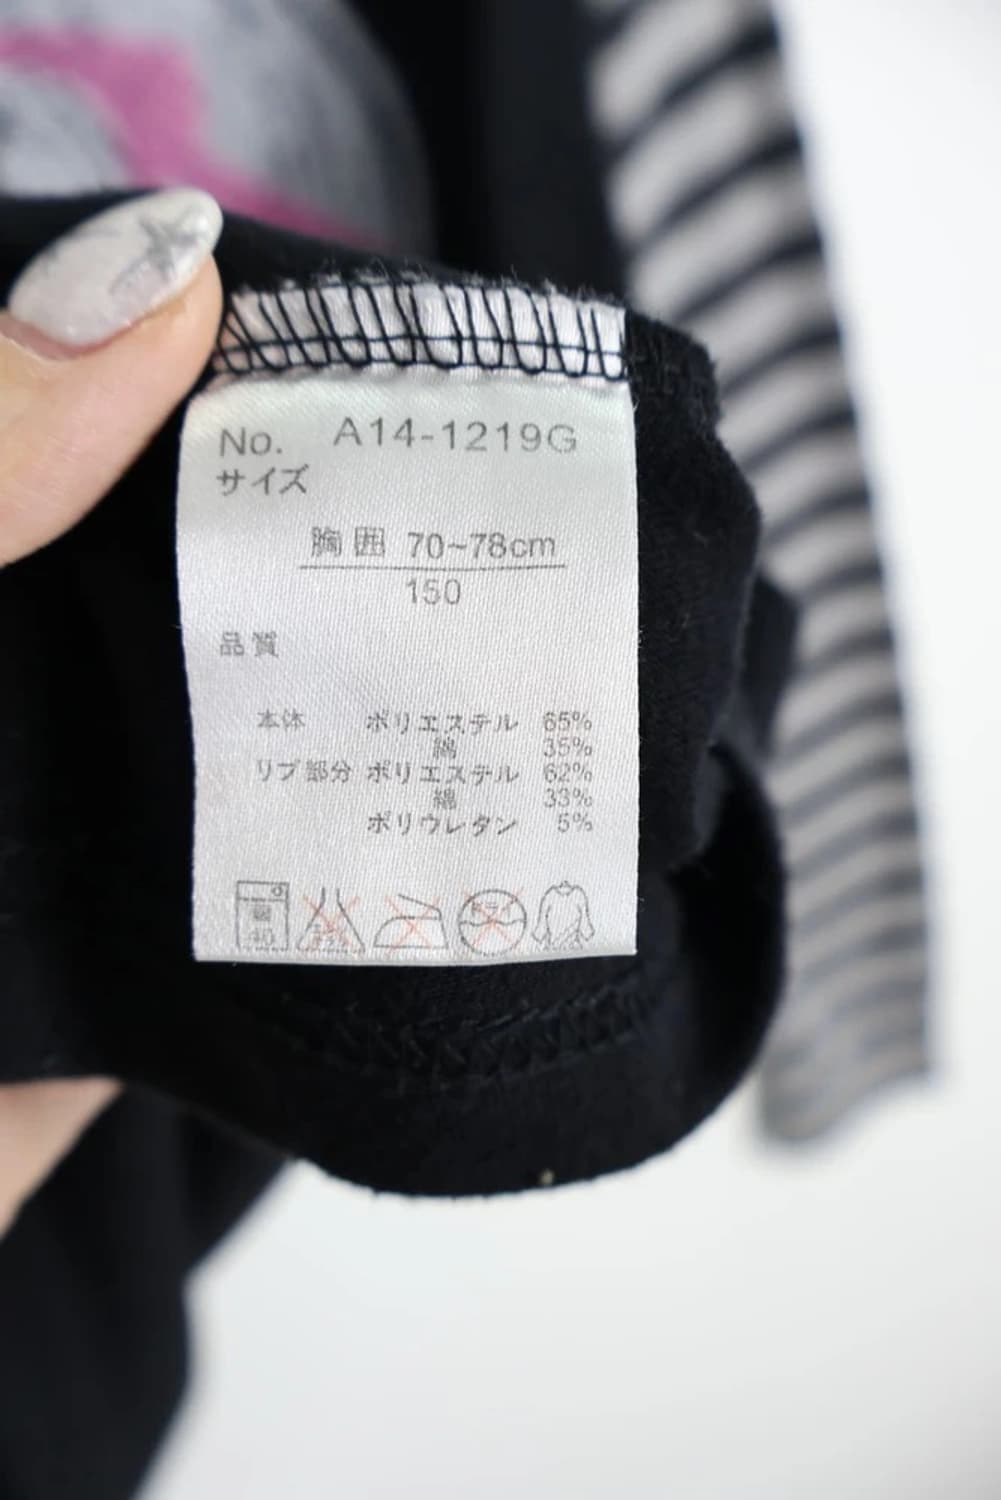 No. A14-1219G
サイズ
胸囲 70~78cm
150
品質
本体 ポリエステル 65%
綿 35%
リブ部分 ポリエステル 62%
綿 33%
ポリウレタン 5%
40